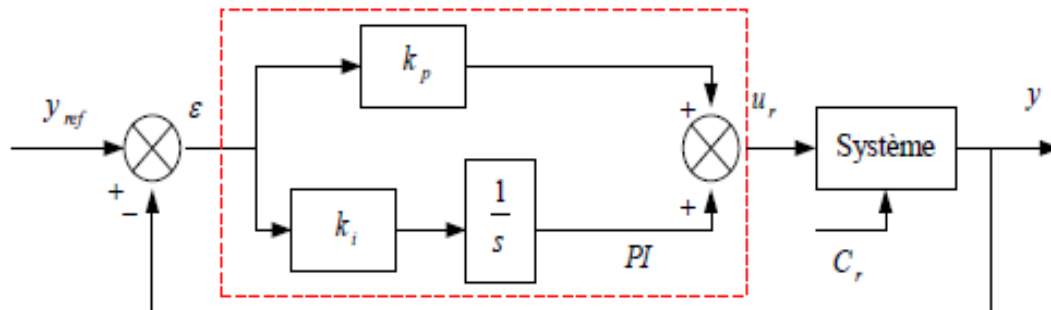 y_ref
+
−
ε
k_p
k_i
1
s
PI
+
+
u_r
Système
C_r
y